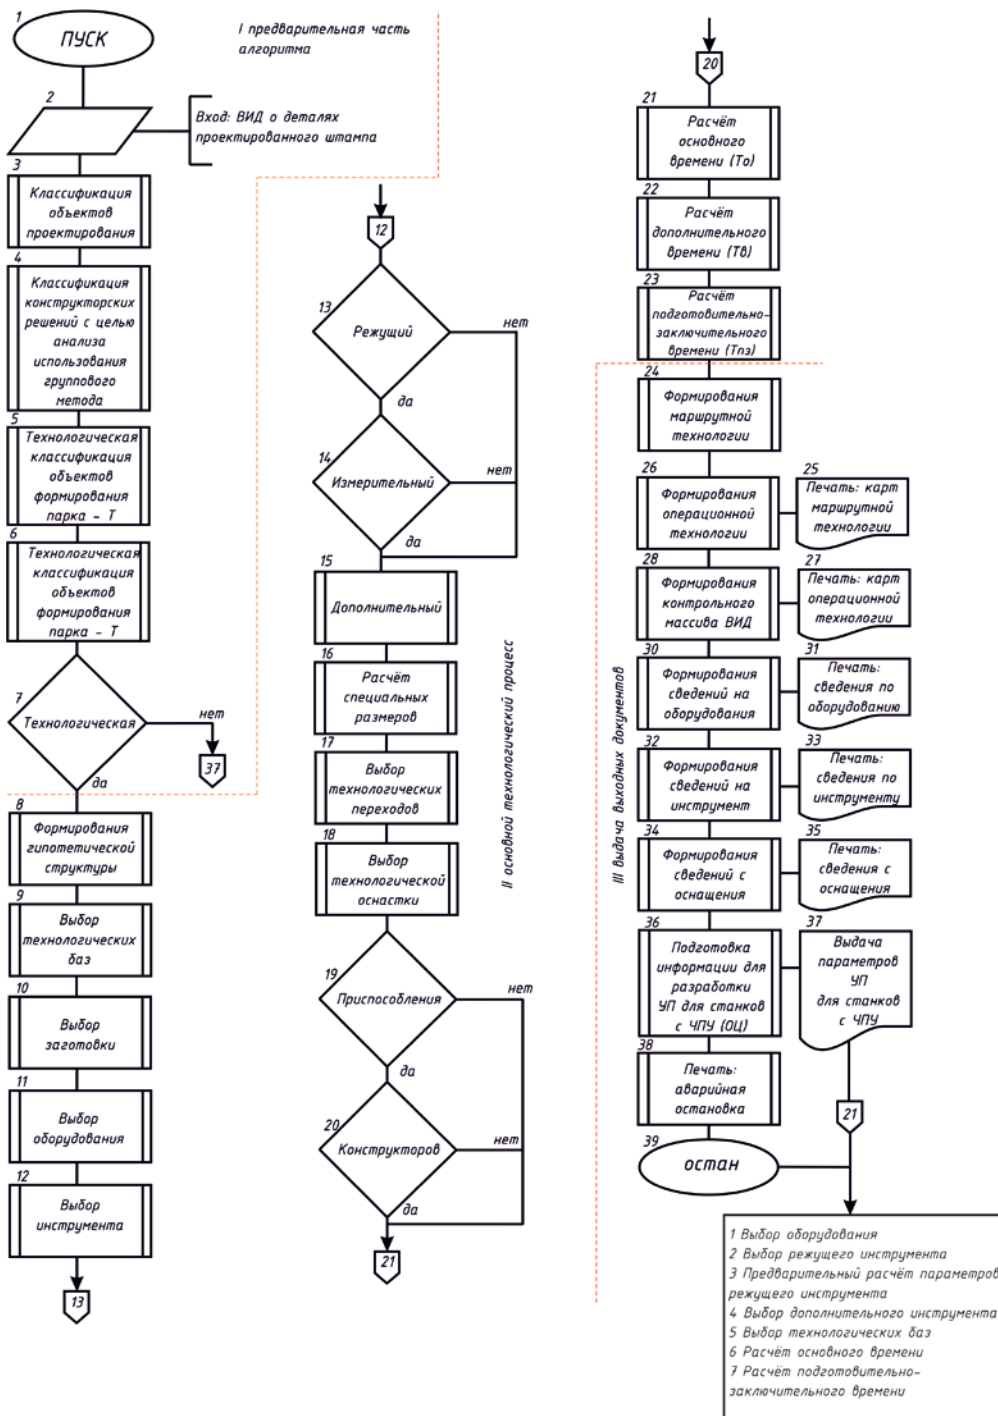 1
ПУСК
I предварительная часть
алгоритма
2
Вход: ВИД о деталях
проектированного штампа
3
Классификация
объектов
проектирования
4
Классификация
конструкторских
решений с целью
анализа
использования
группового
метода
5
Технологическая
классификация
объектов
формирования
парка - Т
6
Технологическая
классификация
объектов
формирования
парка - Т
7
Технологическая
нет
37
да
8
Формирования
гипотетической
структуры
9
Выбор
технологических
баз
10
Выбор
заготовки
11
Выбор
оборудования
12
Выбор
инструмента
13
12
13
Режущий
нет
да
14
Измерительный
нет
да
15
Дополнительный
16
Расчёт
специальных
размеров
17
Выбор
технологических
переходов
18
Выбор
технологической
оснастки
II основной технологический процесс
19
Приспособления
нет
да
20
Конструкторов
нет
да
21
20
21
Расчёт
основного
времени (То)
22
Расчёт
дополнительного
времени (Тв)
23
Расчёт
подготовительно-
заключительного
времени (Тпз)
III выдача выходных документов
24
Формирования
маршрутной
технологии
26
Формирования
операционной
технологии
25
Печать: карт
маршрутной
технологии
28
Формирования
контрольного
массива ВИД
27
Печать: карт
операционной
технологии
30
Формирования
сведений на
оборудования
31
Печать:
сведения по
оборудованию
32
Формирования
сведений на
инструмент
33
Печать:
сведения по
инструменту
34
Формирования
сведений с
оснащения
35
Печать:
сведения с
оснащения
36
Подготовка
информации для
разработки
УП для станков
с ЧПУ (ОЦ)
37
Выдача
параметров
УП
для станков
с ЧПУ
38
Печать:
аварийная
остановка
21
39
остан
1 Выбор оборудования
2 Выбор режущего инструмента
3 Предварительный расчёт параметров
режущего инструмента
4 Выбор дополнительного инструмента
5 Выбор технологических баз
6 Расчёт основного времени
7 Расчёт подготовительно-
заключительного времени